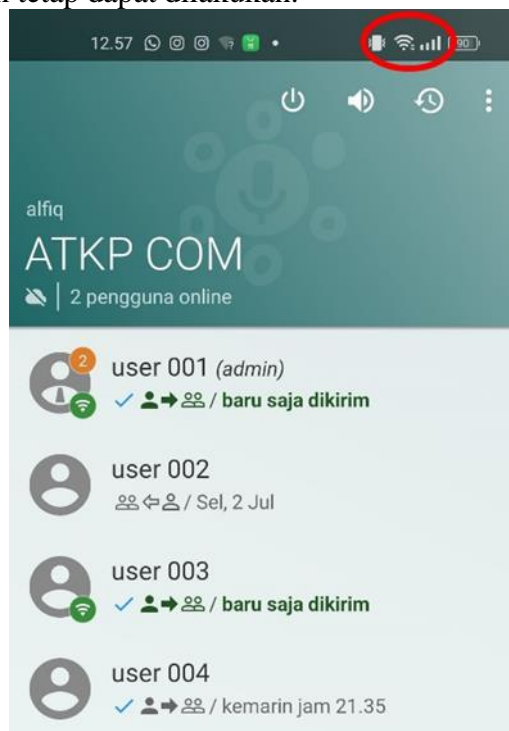 12.57
90
alfiq
ATKP COM
2 pengguna online
2
user 001 (admin)
/ baru saja dikirim
user 002
/ Sel, 2 Jul
user 003
/ baru saja dikirim
user 004
/ kemarin jam 21.35